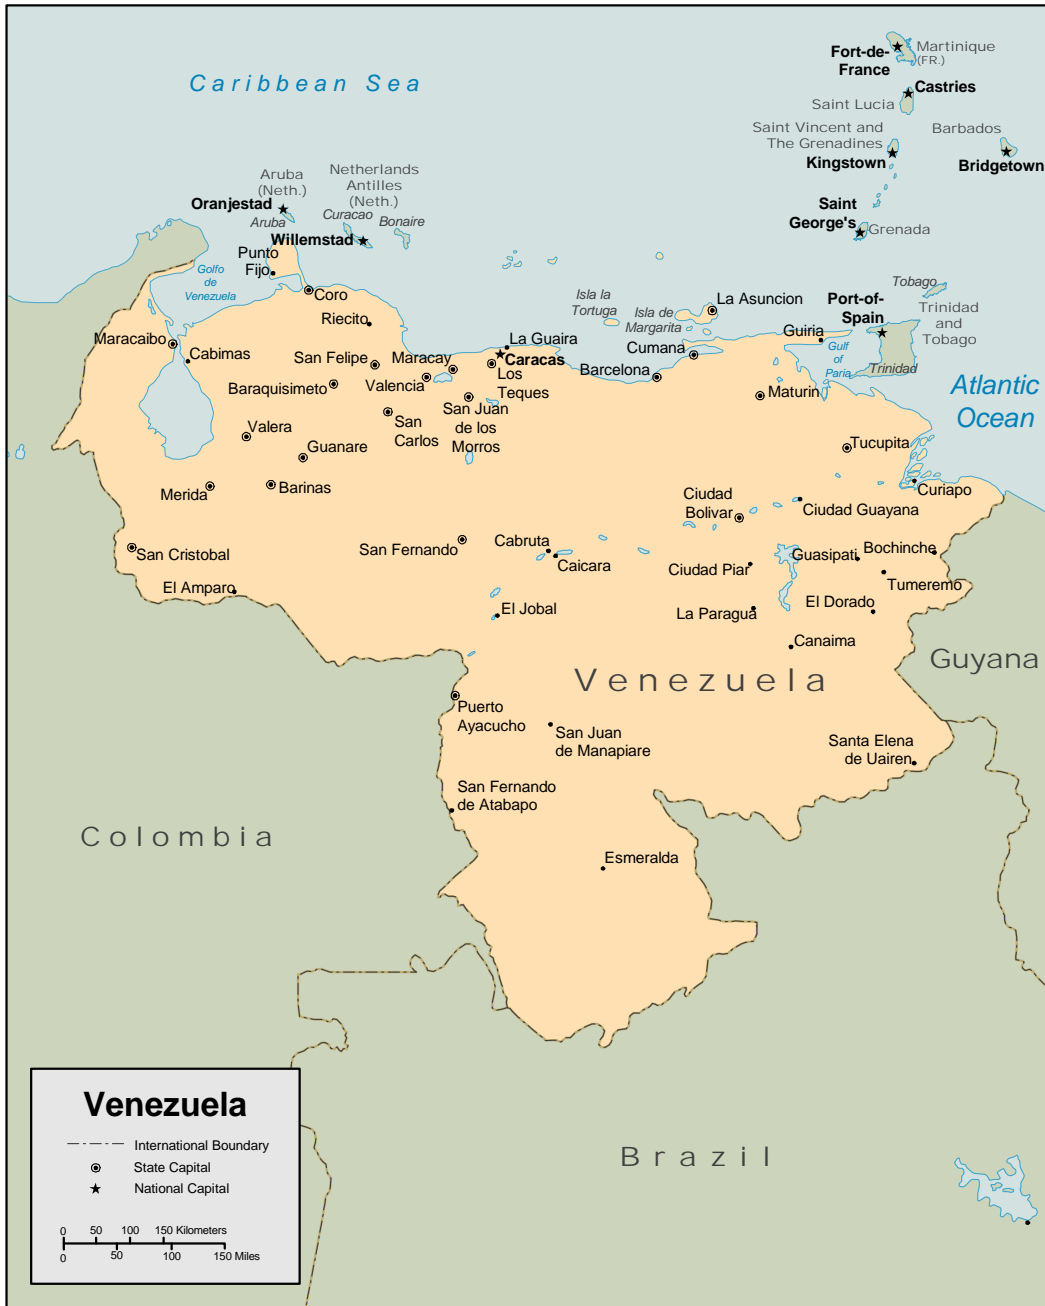 Caribbean Sea
Fort-de-
France
Martinique
(FR.)
Castries
Saint Lucia
Saint Vincent and
The Grenadines
Kingstown
Barbados
Bridgetown
Saint
George's
Grenada
Aruba
(Neth.)
Oranjestad
Aruba
Netherlands
Antilles
(Neth.)
Curacao
Bonaire
Willemstad
Punto
Fijo
Golfo
de
Venezuela
Coro
Riecito
Isla la
Tortuga
Isla de
Margarita
La Asuncion
Port-of-
Spain
Tobago
Trinidad
and
Tobago
Trinidad
Guiria
Gulf
of
Paria
Maracaibo
Cabimas
San Felipe
Maracay
La Guaira
Caracas
Los
Teques
Cumana
Barcelona
Baraquisimeto
Valencia
Maturin
Atlantic
Ocean
San Juan
de los
Morros
San
Carlos
Valera
Guanare
Tucupita
Merida
Barinas
Curiapo
Ciudad
Bolivar
Ciudad Guayana
San Cristobal
San Fernando
Cabruta
Caicara
Guasipati
Bochinche
Ciudad Piar
Tumeremo
El Amparo
El Jobal
La Paragua
El Dorado
Canaima
Guyana
Venezuela
Puerto
Ayacucho
San Juan
de Manapiare
Santa Elena
de Uairen
San Fernando
de Atabapo
Colombia
Esmeralda
Brazil
Venezuela
International Boundary
State Capital
National Capital
0 50 100 150 Kilometers
0 50 100 150 Miles